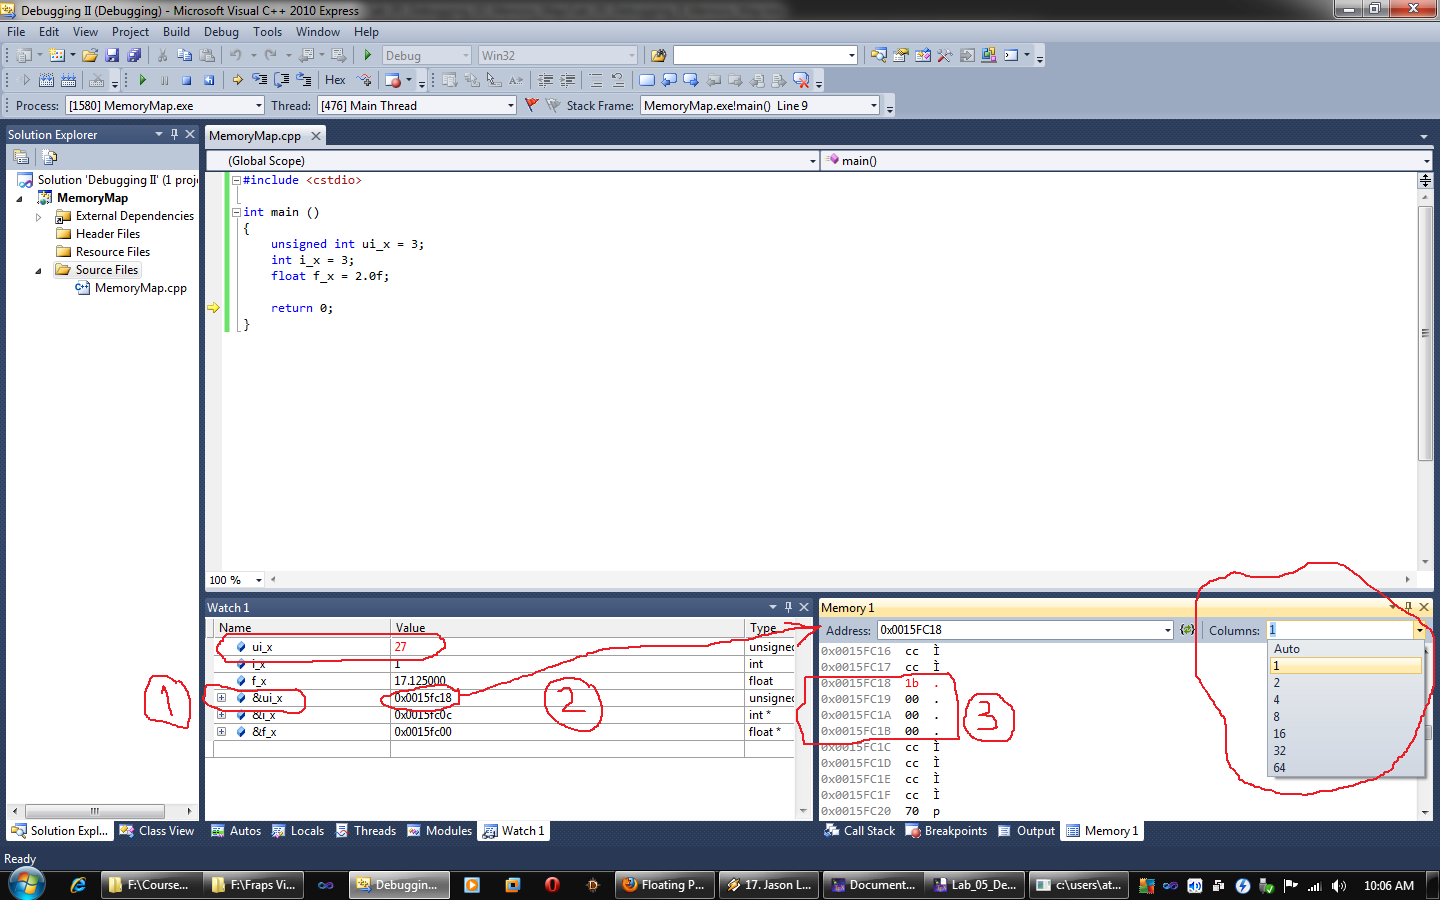 Debugging II (Debugging) - Microsoft Visual C++ 2010 Express
File Edit View Project Build Debug Tools Window Help
Debug Win32
Hex
Process: [1580] MemoryMap.exe Thread: [476] Main Thread Stack Frame: MemoryMap.exe!main() Line 9
Solution Explorer
Solution 'Debugging II' (1 proj
MemoryMap
External Dependencies
Header Files
Resource Files
Source Files
MemoryMap.cpp
MemoryMap.cpp
(Global Scope) main()
#include <cstdio>
int main ()
{
unsigned int ui_x = 3;
int i_x = 3;
float f_x = 2.0f;
return 0;
}
100 %
Watch 1
Name Value Type
ui_x 27 unsigned
i_x 1 int
f_x 17.125000 float
&ui_x 0x0015fc18 unsigned
&i_x 0x0015fc0c int *
&f_x 0x0015fc00 float *
1
2
3
Memory 1
Address: 0x0015FC18 Columns: 1
Auto
1
2
4
8
16
32
64
0x0015FC16 cc Ì
0x0015FC17 cc Ì
0x0015FC18 1b .
0x0015FC19 00 .
0x0015FC1A 00 .
0x0015FC1B 00 .
0x0015FC1C cc Ì
0x0015FC1D cc Ì
0x0015FC1E cc Ì
0x0015FC1F cc Ì
0x0015FC20 70 p
Solution Expl... Class View Autos Locals Threads Modules Watch 1 Call Stack Breakpoints Output Memory 1
Ready
F:\Course... F:\Fraps Vi... Debuggin... Floating P... 17. Jason L... Document... Lab_05_De... c:\users\at... 10:06 AM